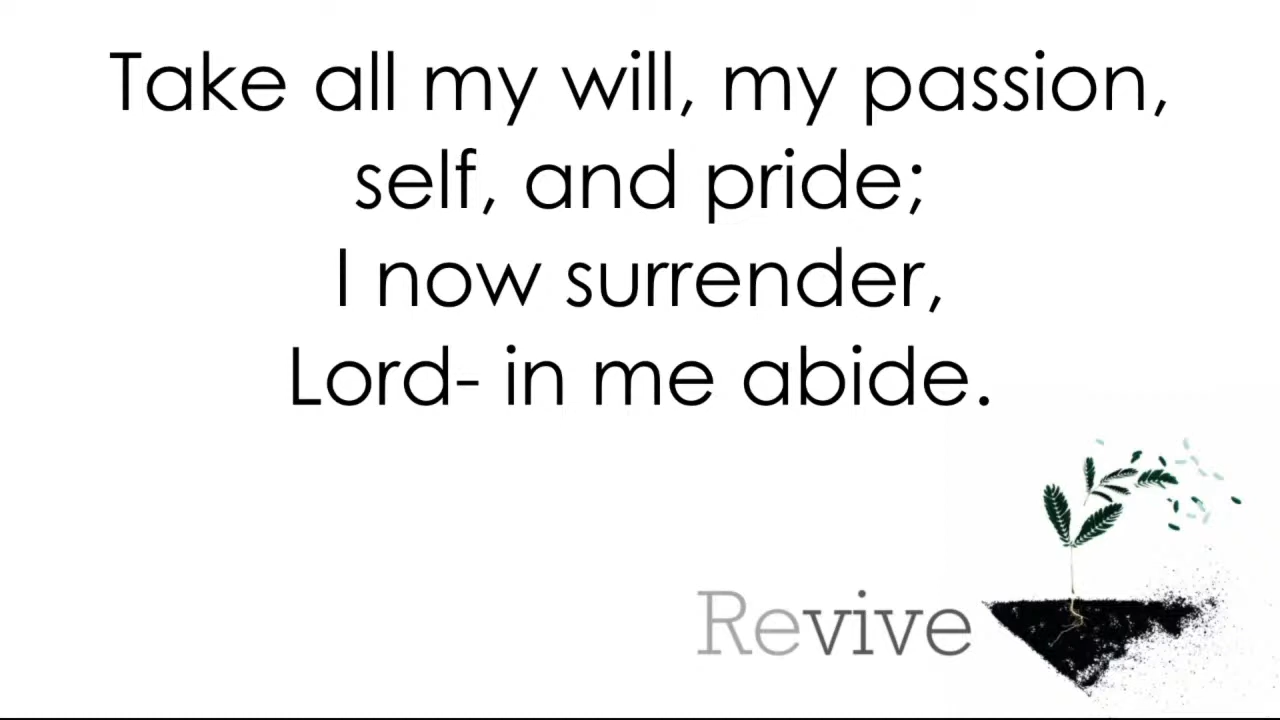 Take all my will, my passion,
self, and pride;
I now surrender,
Lord- in me abide.
Revive